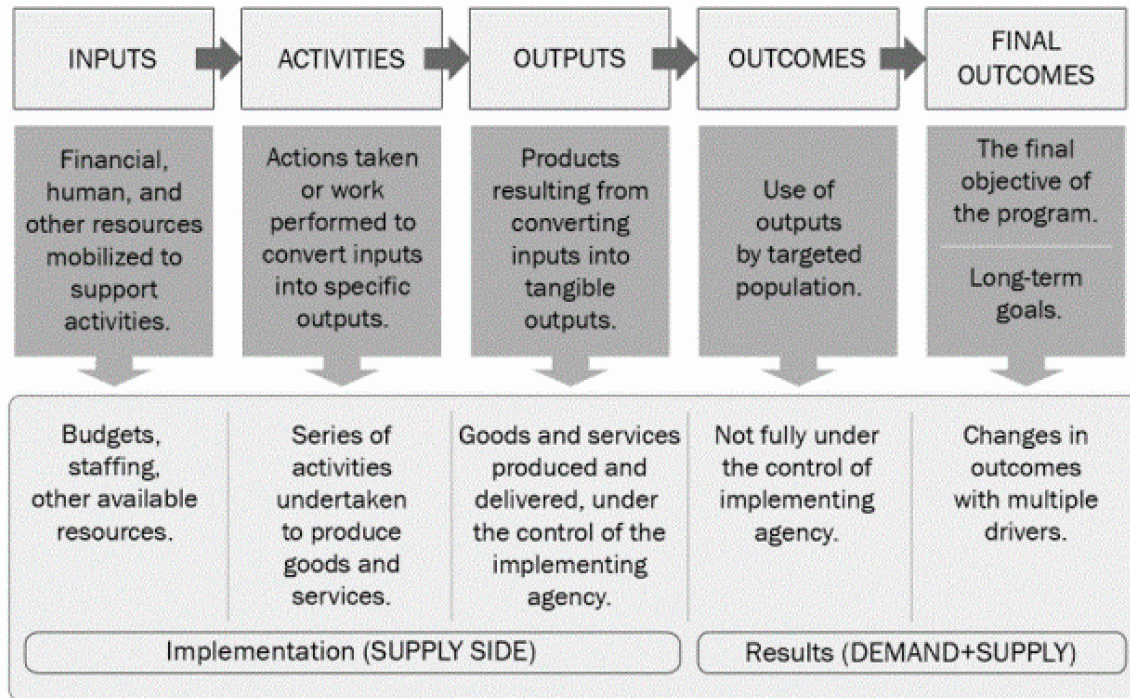 INPUTS
ACTIVITIES
OUTPUTS
OUTCOMES
FINAL
OUTCOMES
Financial,
human, and
other resources
mobilized to
support
activities.
Actions taken
or work
performed to
convert inputs
into specific
outputs.
Products
resulting from
converting
inputs into
tangible
outputs.
Use of
outputs
by targeted
population.
The final
objective of
the program.
Long-term
goals.
Budgets,
staffing,
other available
resources.
Series of
activities
undertaken
to produce
goods and
services.
Goods and services
produced and
delivered, under
the control of the
implementing
agency.
Not fully under
the control of
implementing
agency.
Changes in
outcomes
with multiple
drivers.
Implementation (SUPPLY SIDE)
Results (DEMAND+SUPPLY)